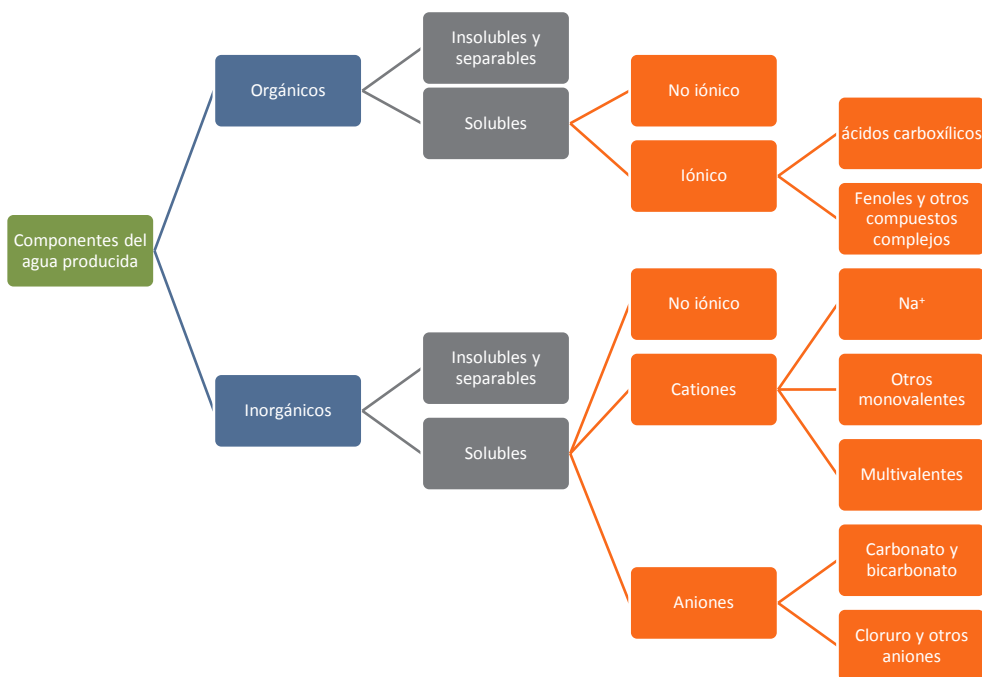 Componentes del
agua producida
Orgánicos
Insolubles y
separables
Solubles
No iónico
Iónico
ácidos carboxílicos
Fenoles y otros
compuestos
complejos
Inorgánicos
Insolubles y
separables
Solubles
No iónico
Cationes
Na⁺
Otros
monovalentes
Multivalentes
Aniones
Carbonato y
bicarbonato
Cloruro y otros
aniones